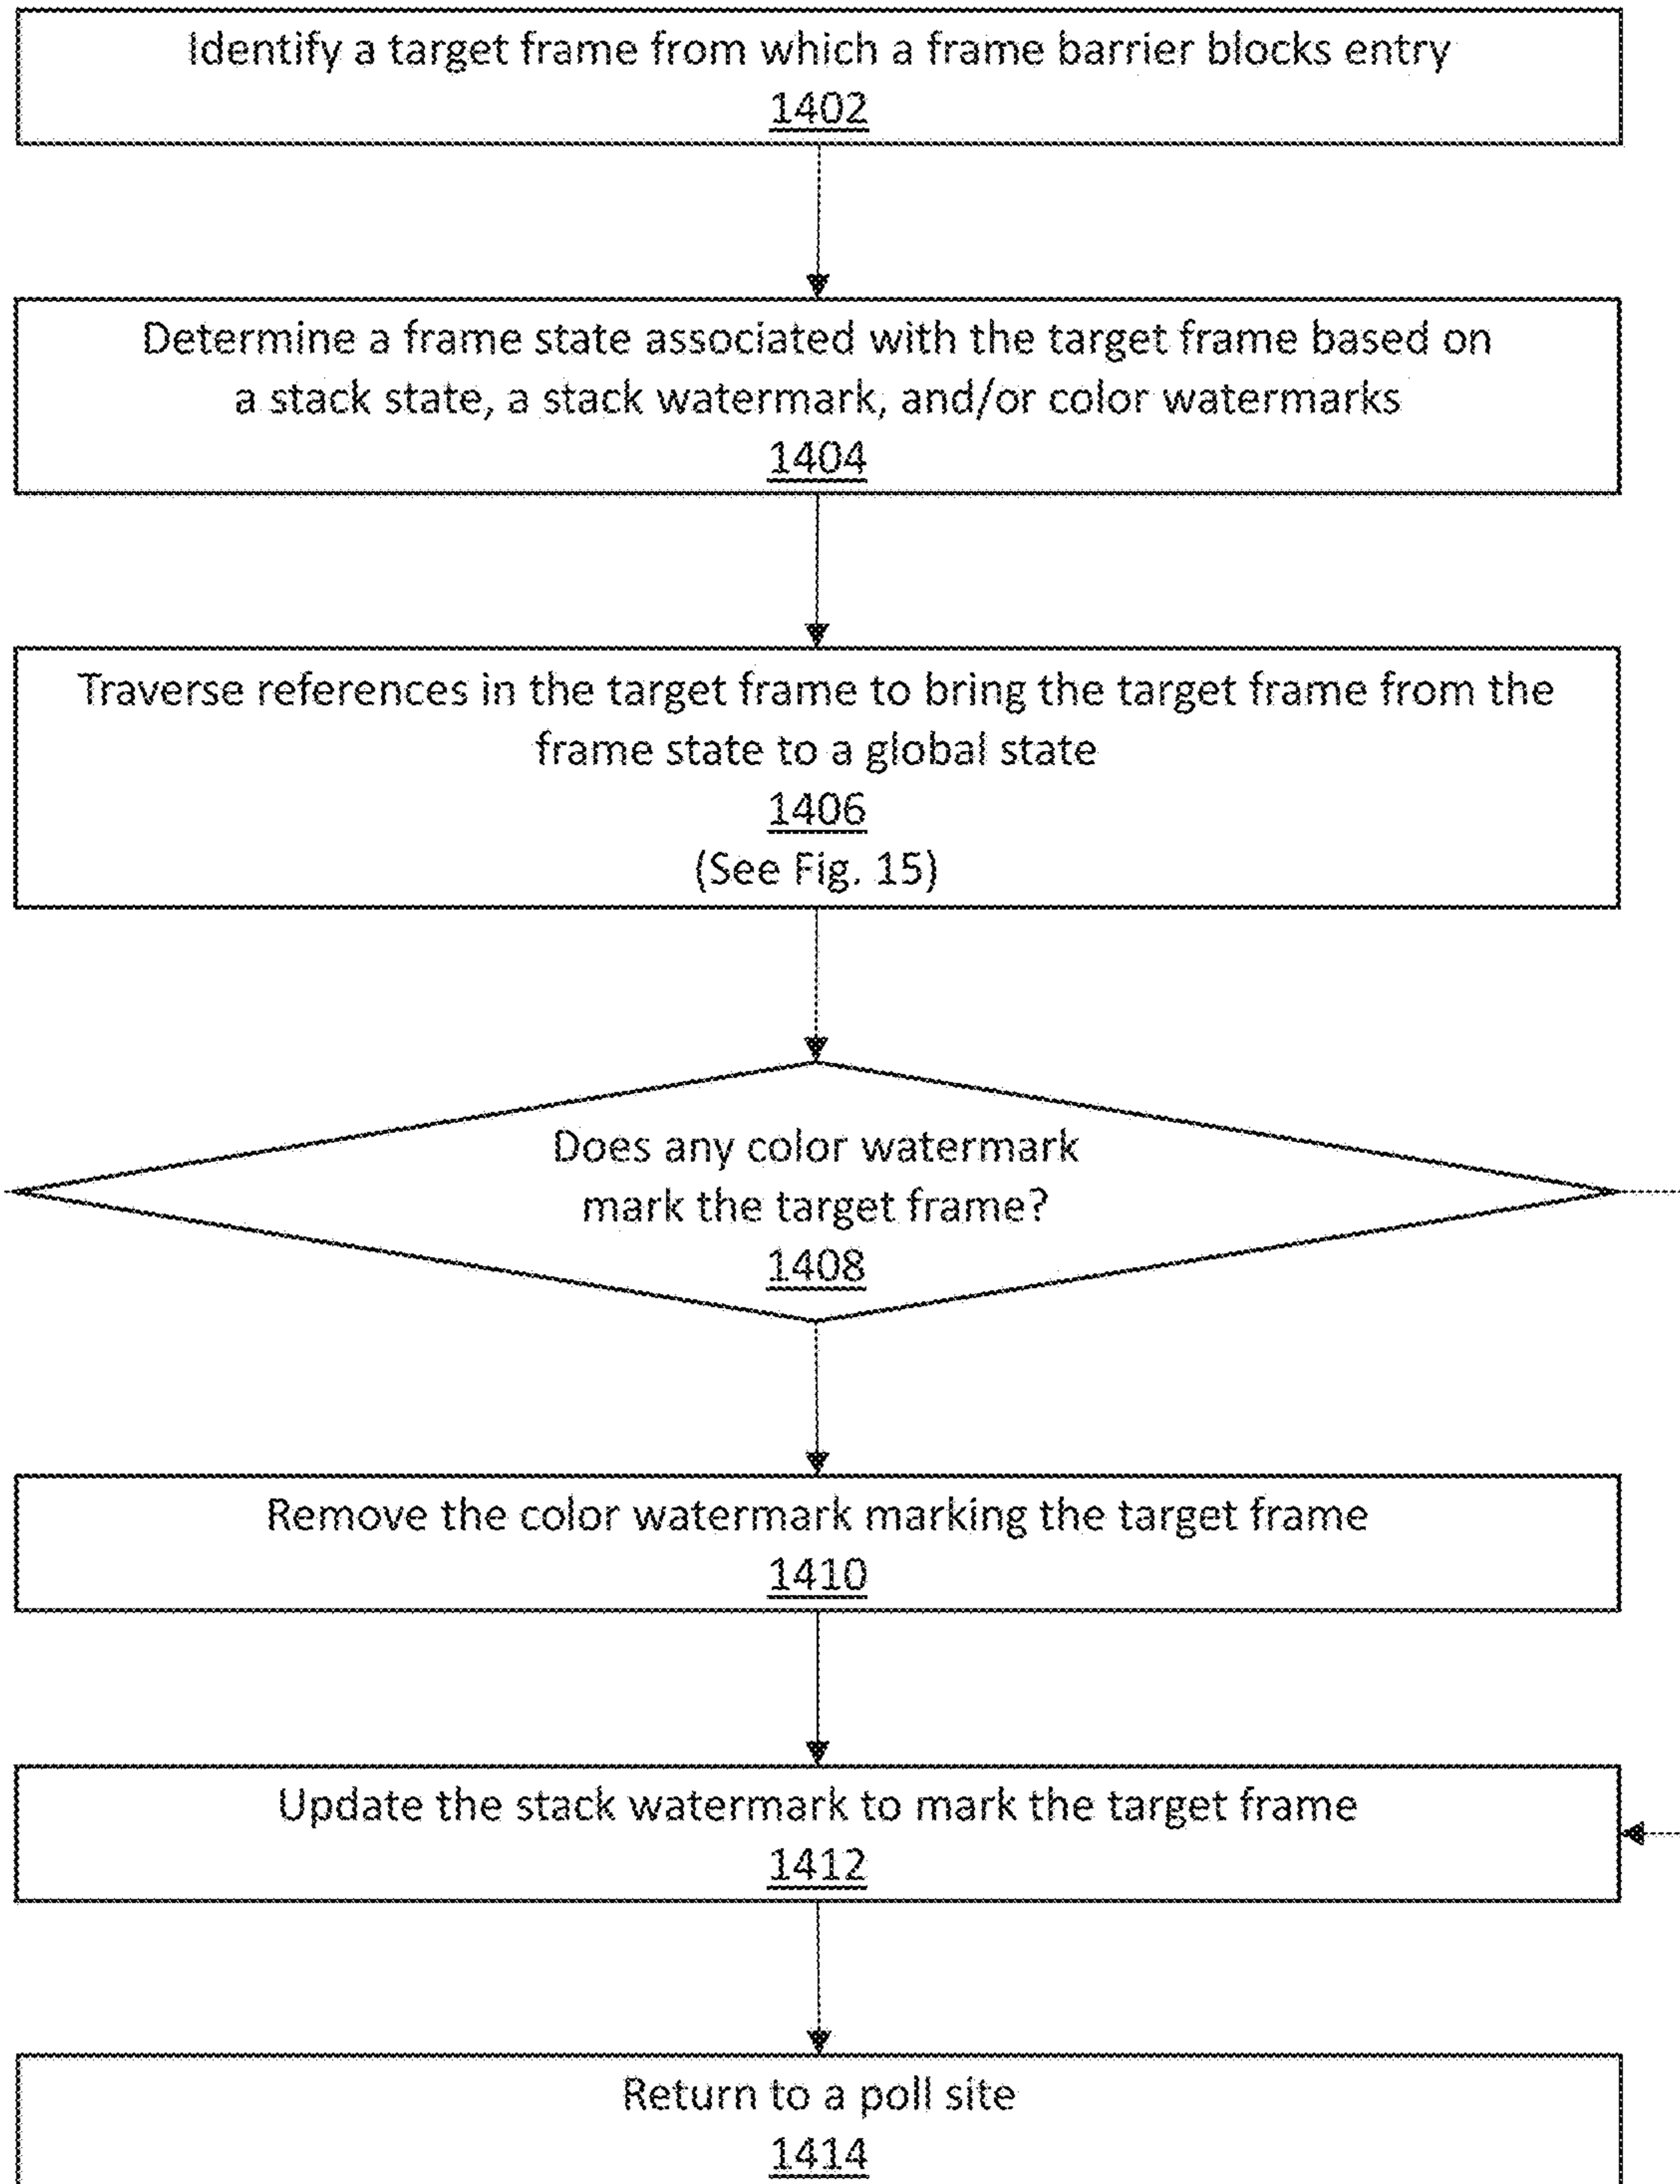 Identify a target frame from which a frame barrier blocks entry
1402
Determine a frame state associated with the target frame based on
a stack state, a stack watermark, and/or color watermarks
1404
Traverse references in the target frame to bring the target frame from the
frame state to a global state
1406
(See Fig. 15)
Does any color watermark
mark the target frame?
1408
Remove the color watermark marking the target frame
1410
Update the stack watermark to mark the target frame
1412
Return to a poll site
1414